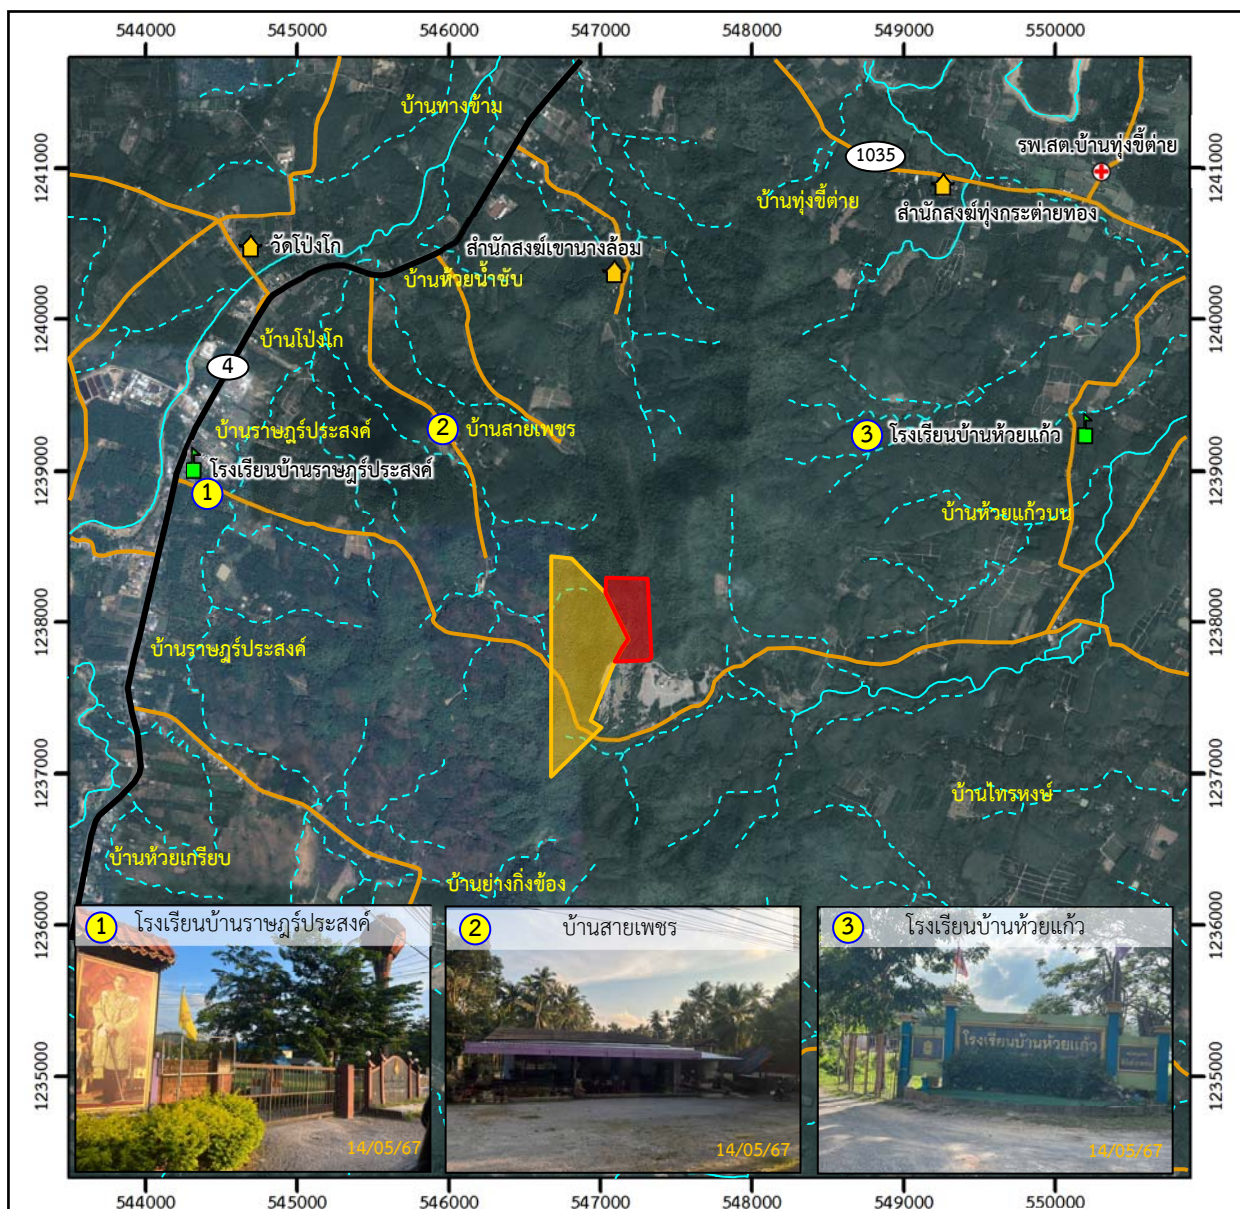 544000 545000 546000 547000 548000 549000 550000
บ้านทางข้าม
1241000
1241000
1035
รพ.สต.บ้านทุ่งขี้ต่าย
บ้านทุ่งขี้ต่าย
สำนักสงฆ์ทุ่งกระต่ายทอง
วัดโป่งโก
สำนักสงฆ์เขานางล้อม
บ้านห้วยน้ำซับ
1240000
1240000
บ้านโป่งโก
4
บ้านราษฎร์ประสงค์
2 บ้านสายเพชร
3 โรงเรียนบ้านห้วยแก้ว
โรงเรียนบ้านราษฎร์ประสงค์
1239000
1239000
1
บ้านห้วยแก้วบน
1238000
1238000
บ้านราษฎร์ประสงค์
1237000
1237000
บ้านไทรหงษ์
บ้านห้วยเกรียบ
บ้านย่างกิ่งข้อง
1236000
1236000
1 โรงเรียนบ้านราษฎร์ประสงค์
2 บ้านสายเพชร
3 โรงเรียนบ้านห้วยแก้ว
โรงเรียนบ้านห้วยแก้ว
1235000
1235000
14/05/67
14/05/67
14/05/67
544000 545000 546000 547000 548000 549000 550000